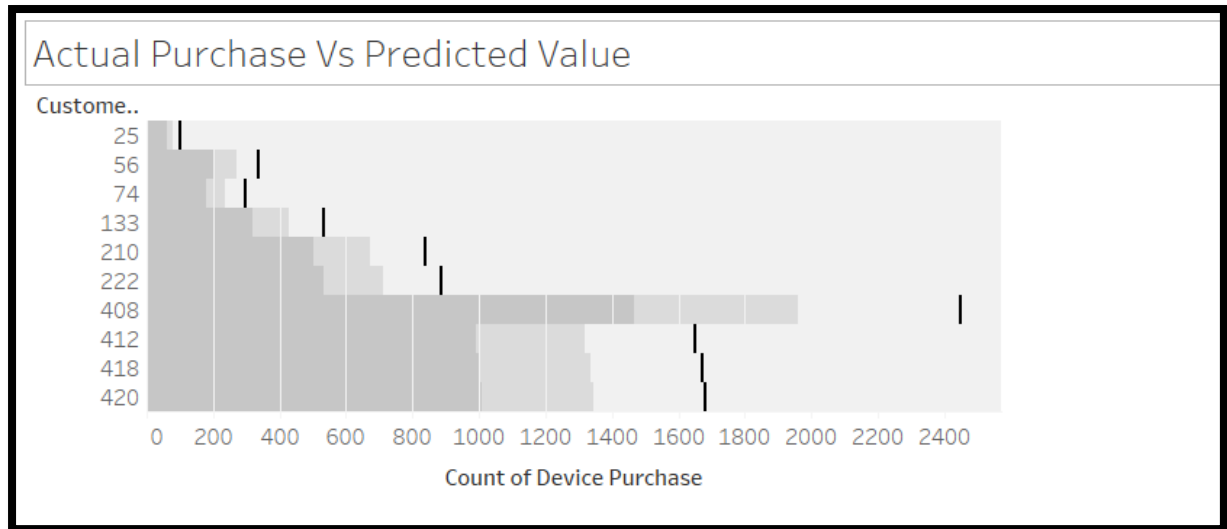 Actual Purchase Vs Predicted Value
Custome..
25
56
74
133
210
222
408
412
418
420
0 200 400 600 800 1000 1200 1400 1600 1800 2000 2200 2400
Count of Device Purchase